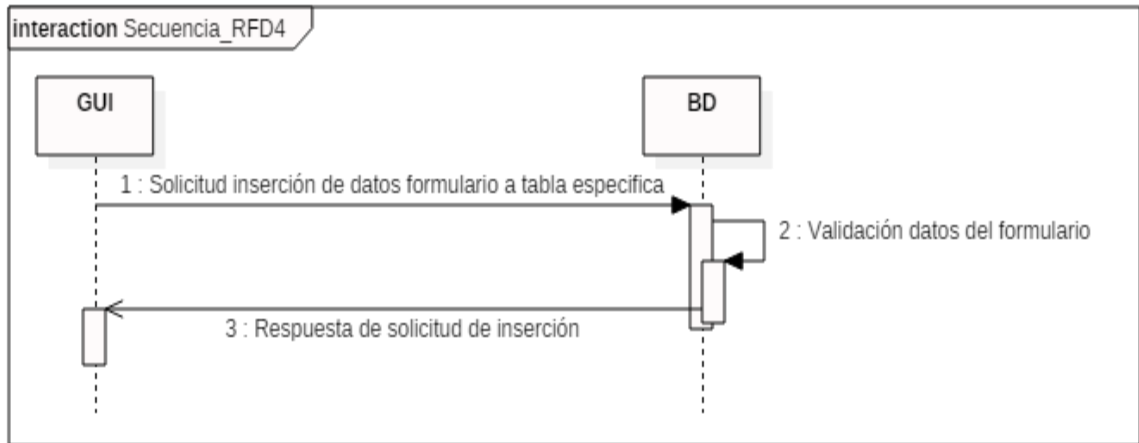 interaction Secuencia_RFD4
GUI
BD
1 : Solicitud inserción de datos formulario a tabla especifica
2 : Validación datos del formulario
3 : Respuesta de solicitud de inserción